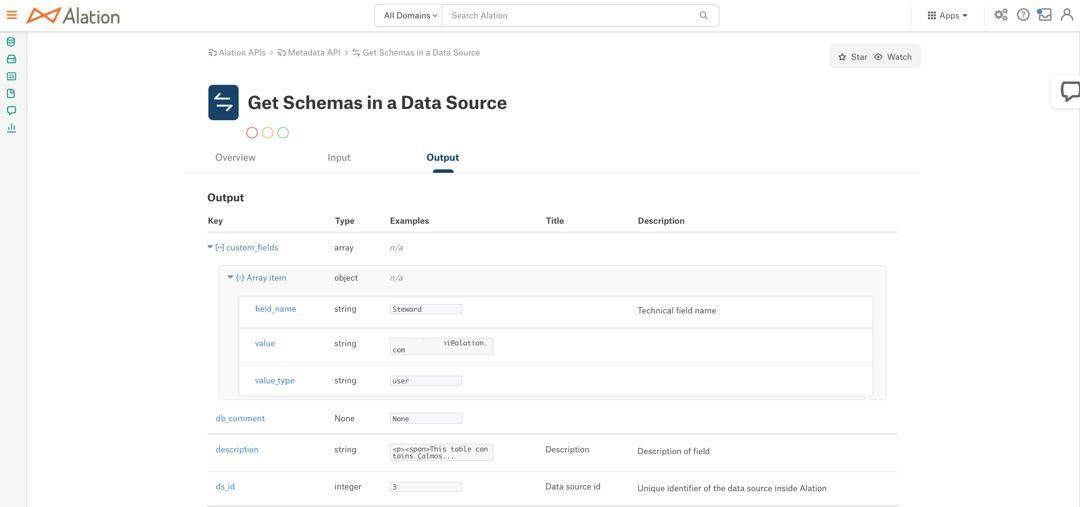 Alation
All Domains
Search Alation
Apps
Alation APIs > Metadata API > Get Schemas in a Data Source
Star Watch
Get Schemas in a Data Source
Overview Input Output
Output
Key Type Examples Title Description
custom_fields array n/a
Array item object n/a
field_name string Steward Technical field name
value string i@alation.
com
value_type string user
db_comment None None
description string <p><span>This table con Description Description of field
tains (almos...
ds_id integer 3 Data source id Unique identifier of the data source inside Alation